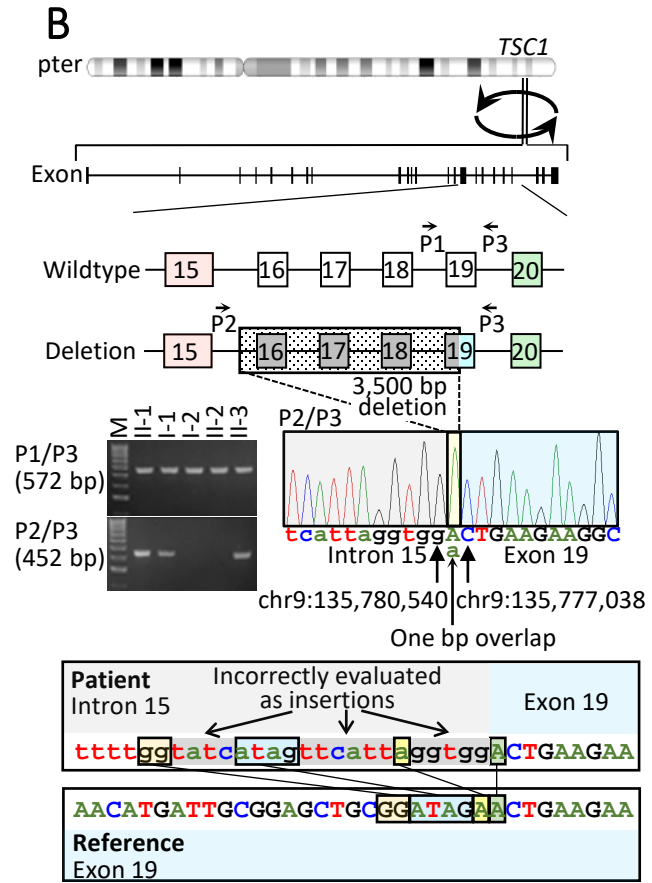 B
TSC1
pter
Exon
P1 P3
Wildtype 15 16 17 18 19 20
P2 P3
Deletion 15 16 17 18 19 20
3,500 bp
deletion
M II-1 I-1 I-2 II-2 II-3
P1/P3
(572 bp)
P2/P3
(452 bp)
P2/P3
tcattaggtggACTGAAGAAGGC
a
Intron 15 Exon 19
chr9:135,780,540 chr9:135,777,038
One bp overlap
Patient
Intron 15
Incorrectly evaluated
as insertions
Exon 19
ttttggtatcatagttcattaggtggACTGAAGAA
AACATGATTGCGGAGCTGCGGATAGAACTGAAGAA
Reference
Exon 19